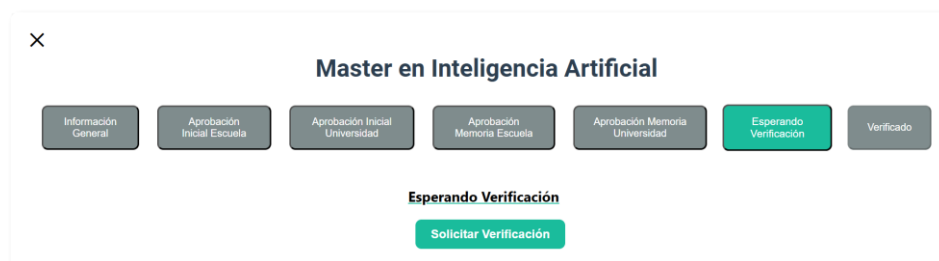 Master en Inteligencia Artificial
Información
General
Aprobación
Inicial Escuela
Aprobación Inicial
Universidad
Aprobación
Memoria Escuela
Aprobación Memoria
Universidad
Esperando
Verificación
Verificado
Esperando Verificación
Solicitar Verificación